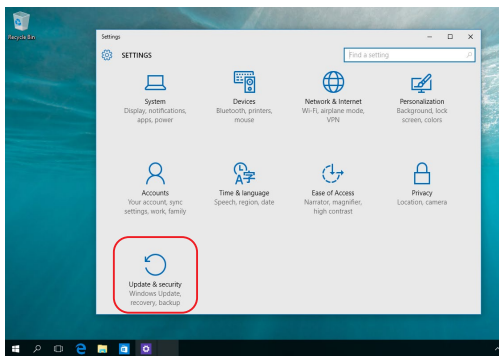 Recycle Bin
Settings
SETTINGS
Find a setting
System
Display, notifications,
apps, power
Devices
Bluetooth, printers,
mouse
Network & Internet
Wi-Fi, airplane mode,
VPN
Personalization
Background, lock
screen, colors
Accounts
Your account, sync
settings, work, family
Time & language
Speech, region, date
Ease of Access
Narrator, magnifier,
high contrast
Privacy
Location, camera
Update & security
Windows Update,
recovery, backup